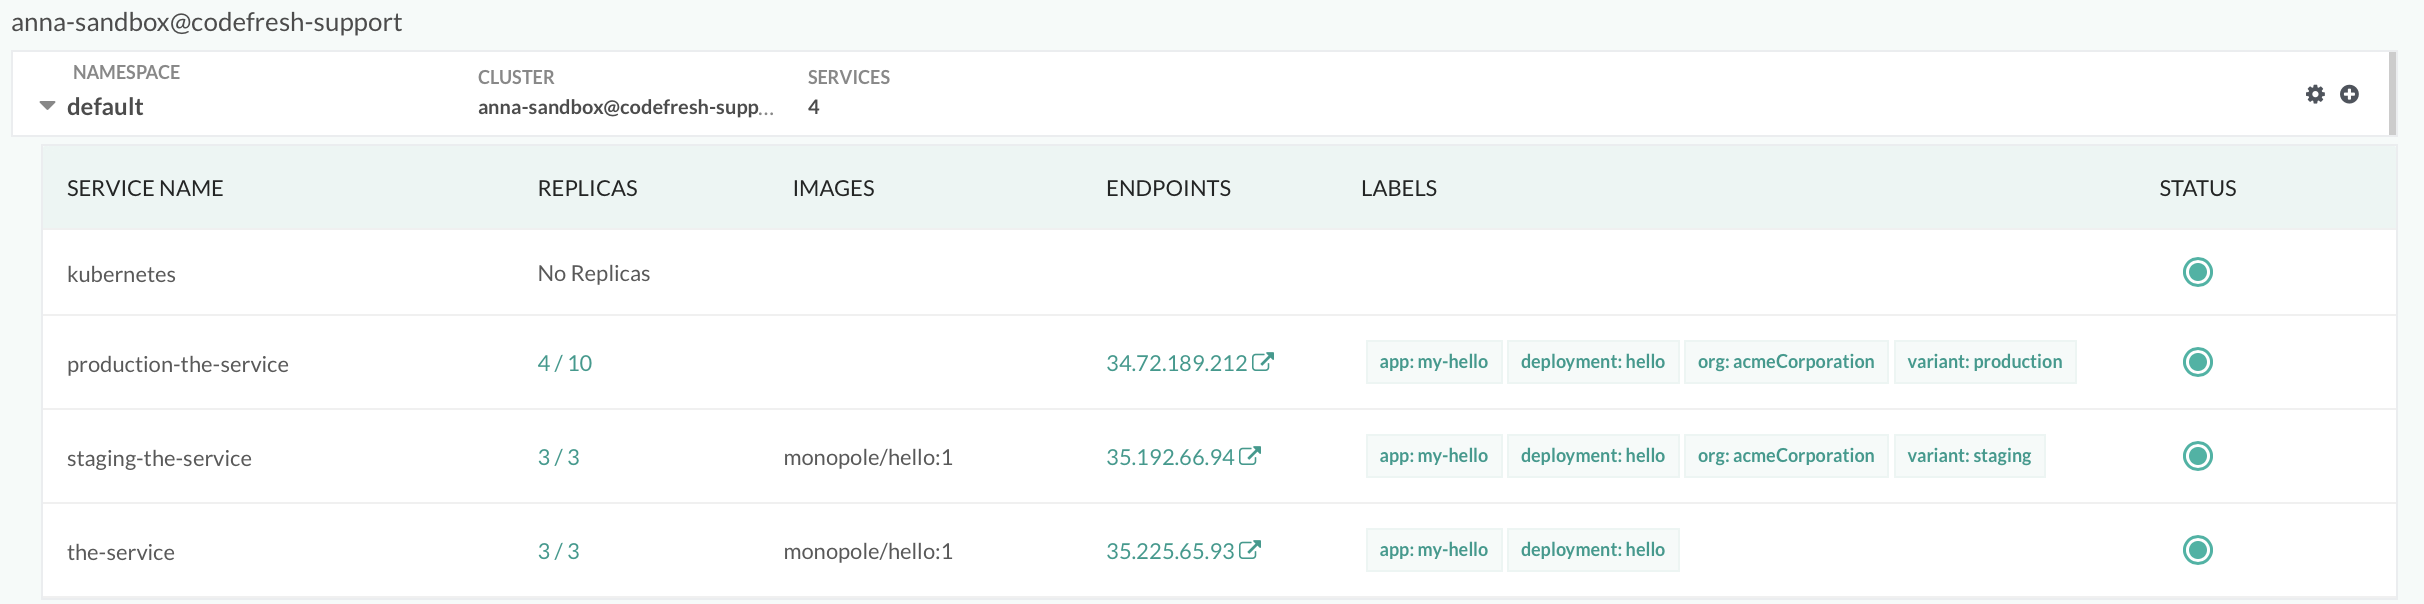 anna-sandbox@codefresh-support
NAMESPACE CLUSTER SERVICES
default anna-sandbox@codefresh-supp... 4
SERVICE NAME REPLICAS IMAGES ENDPOINTS LABELS STATUS
kubernetes No Replicas
production-the-service 4 / 10 34.72.189.212 app: my-hello deployment: hello org: acmeCorporation variant: production
staging-the-service 3 / 3 monopole/hello:1 35.192.66.94 app: my-hello deployment: hello org: acmeCorporation variant: staging
the-service 3 / 3 monopole/hello:1 35.225.65.93 app: my-hello deployment: hello